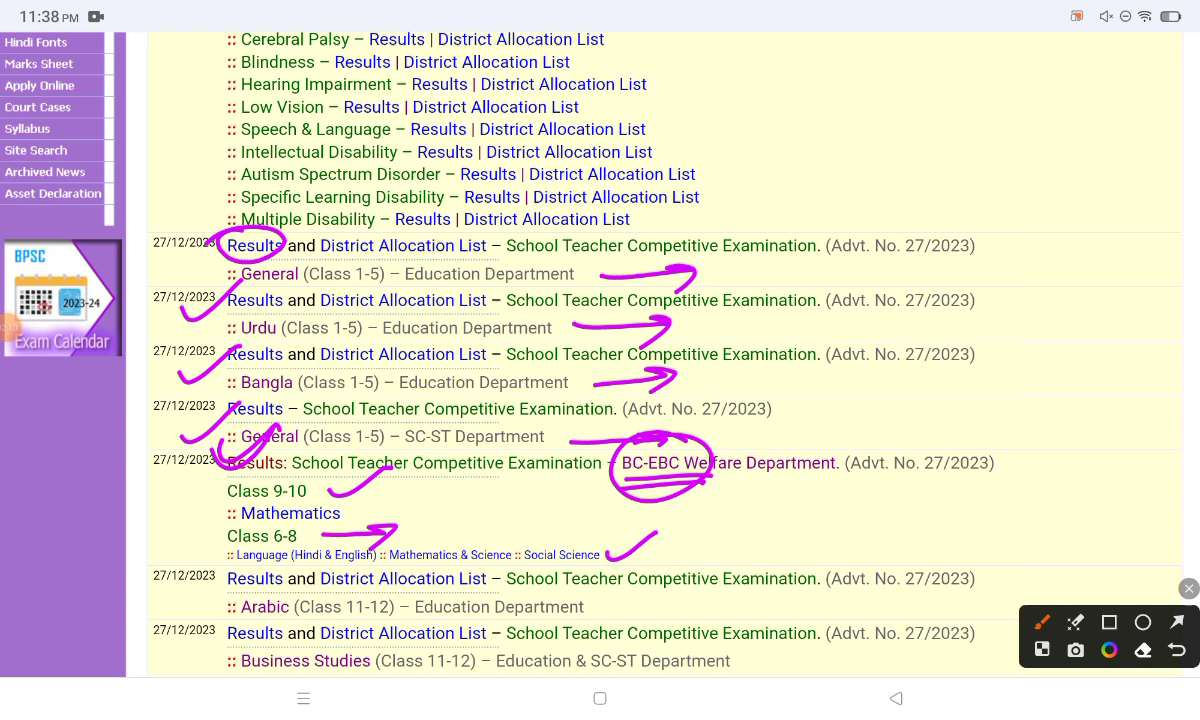 11:38 PM
Hindi Fonts
Marks Sheet
Apply Online
Court Cases
Syllabus
Site Search
Archived News
Asset Declaration
BPSC
2023-24
Exam Calendar
:: Cerebral Palsy – Results | District Allocation List
:: Blindness – Results | District Allocation List
:: Hearing Impairment – Results | District Allocation List
:: Low Vision – Results | District Allocation List
:: Speech & Language – Results | District Allocation List
:: Intellectual Disability – Results | District Allocation List
:: Autism Spectrum Disorder – Results | District Allocation List
:: Specific Learning Disability – Results | District Allocation List
:: Multiple Disability – Results | District Allocation List
27/12/2023 Results and District Allocation List – School Teacher Competitive Examination. (Advt. No. 27/2023)
:: General (Class 1-5) – Education Department
27/12/2023 Results and District Allocation List – School Teacher Competitive Examination. (Advt. No. 27/2023)
:: Urdu (Class 1-5) – Education Department
27/12/2023 Results and District Allocation List – School Teacher Competitive Examination. (Advt. No. 27/2023)
:: Bangla (Class 1-5) – Education Department
27/12/2023 Results – School Teacher Competitive Examination. (Advt. No. 27/2023)
:: General (Class 1-5) – SC-ST Department
27/12/2023 Results: School Teacher Competitive Examination – BC-EBC Welfare Department. (Advt. No. 27/2023)
Class 9-10
:: Mathematics
Class 6-8
:: Language (Hindi & English) :: Mathematics & Science :: Social Science
27/12/2023 Results and District Allocation List – School Teacher Competitive Examination. (Advt. No. 27/2023)
:: Arabic (Class 11-12) – Education Department
27/12/2023 Results and District Allocation List – School Teacher Competitive Examination. (Advt. No. 27/2023)
:: Business Studies (Class 11-12) – Education & SC-ST Department